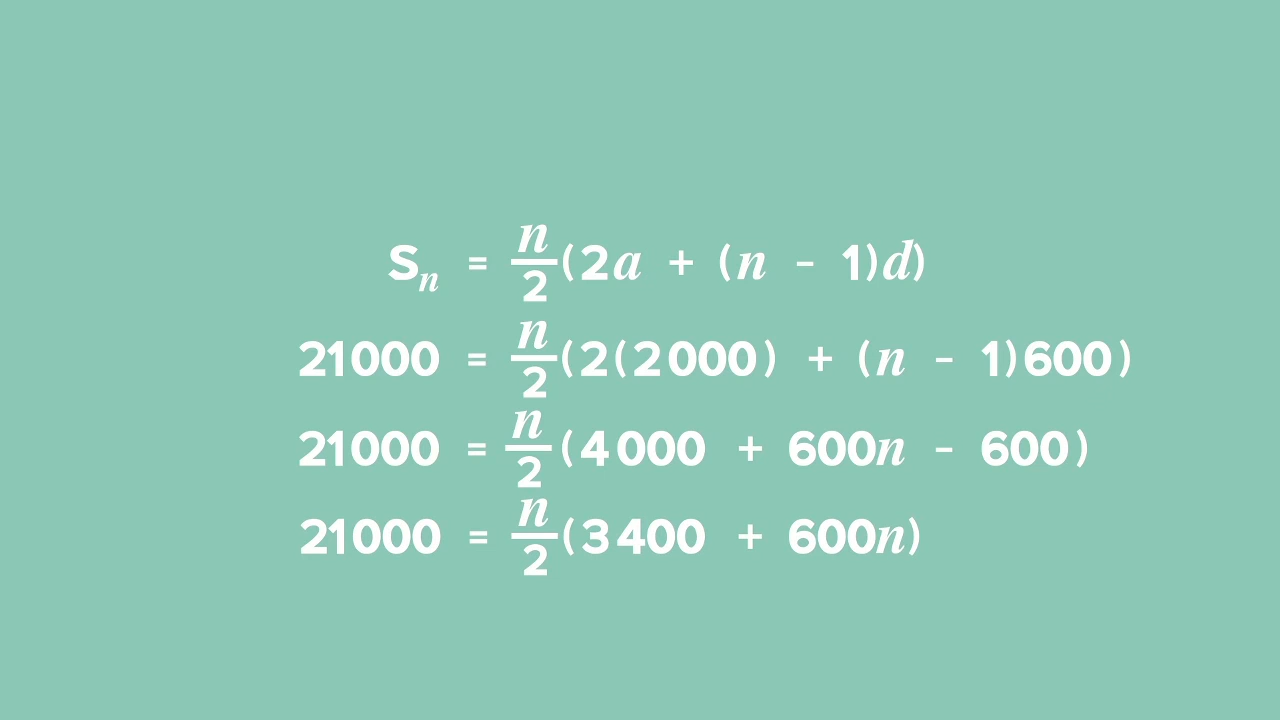 Sₙ = n/2(2a + (n - 1)d)
21000 = n/2(2(2000) + (n - 1)600)
21000 = n/2(4000 + 600n - 600)
21000 = n/2(3400 + 600n)